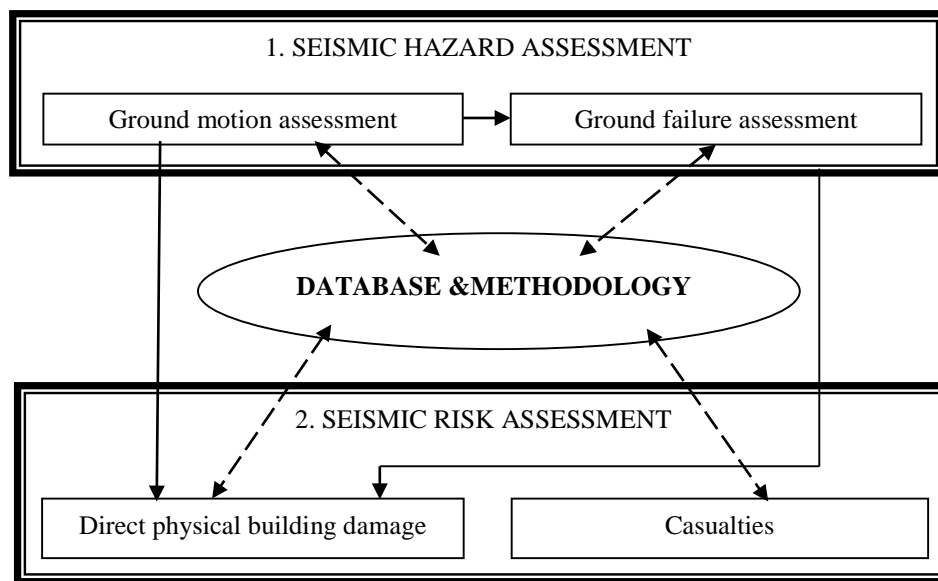 1. SEISMIC HAZARD ASSESSMENT
Ground motion assessment
Ground failure assessment
DATABASE &METHODOLOGY
2. SEISMIC RISK ASSESSMENT
Direct physical building damage
Casualties